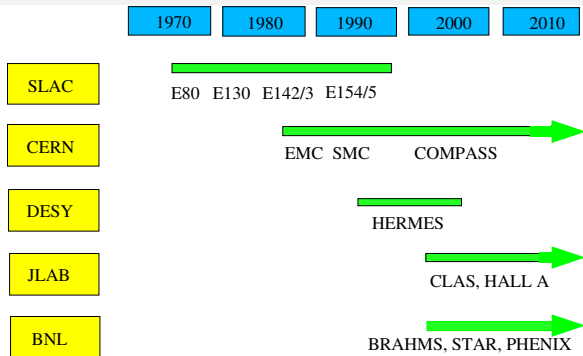 1970 1980 1990 2000 2010
SLAC
E80 E130 E142/3 E154/5
CERN
EMC SMC COMPASS
DESY
HERMES
JLAB
CLAS, HALL A
BNL
BRAHMS, STAR, PHENIX